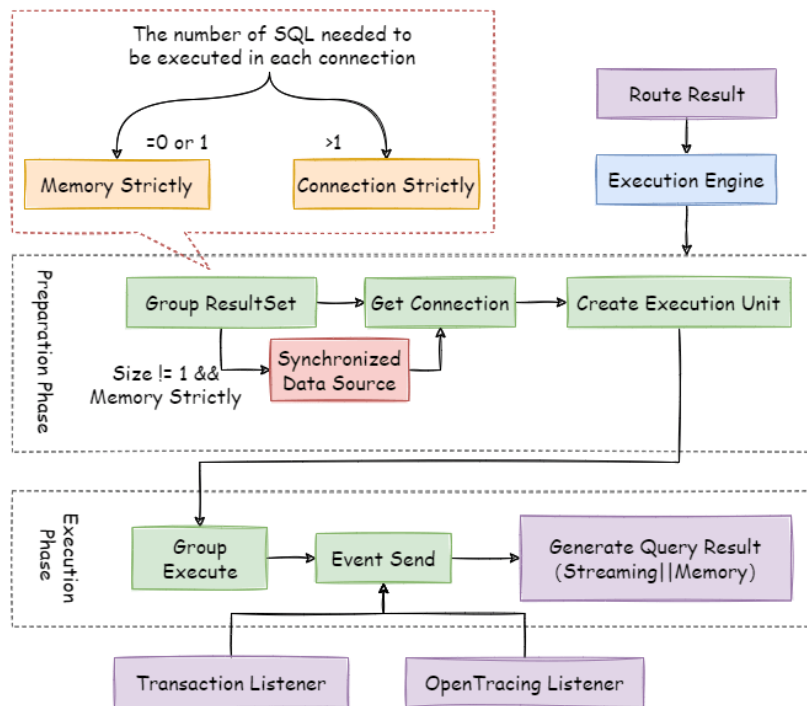 The number of SQL needed to
be executed in each connection
=0 or 1
>1
Memory Strictly
Connection Strictly
Route Result
Execution Engine
Preparation Phase
Group ResultSet
Get Connection
Create Execution Unit
Size != 1 &&
Memory Strictly
Synchronized
Data Source
Execution
Phase
Group
Execute
Event Send
Generate Query Result
(Streaming||Memory)
Transaction Listener
OpenTracing Listener